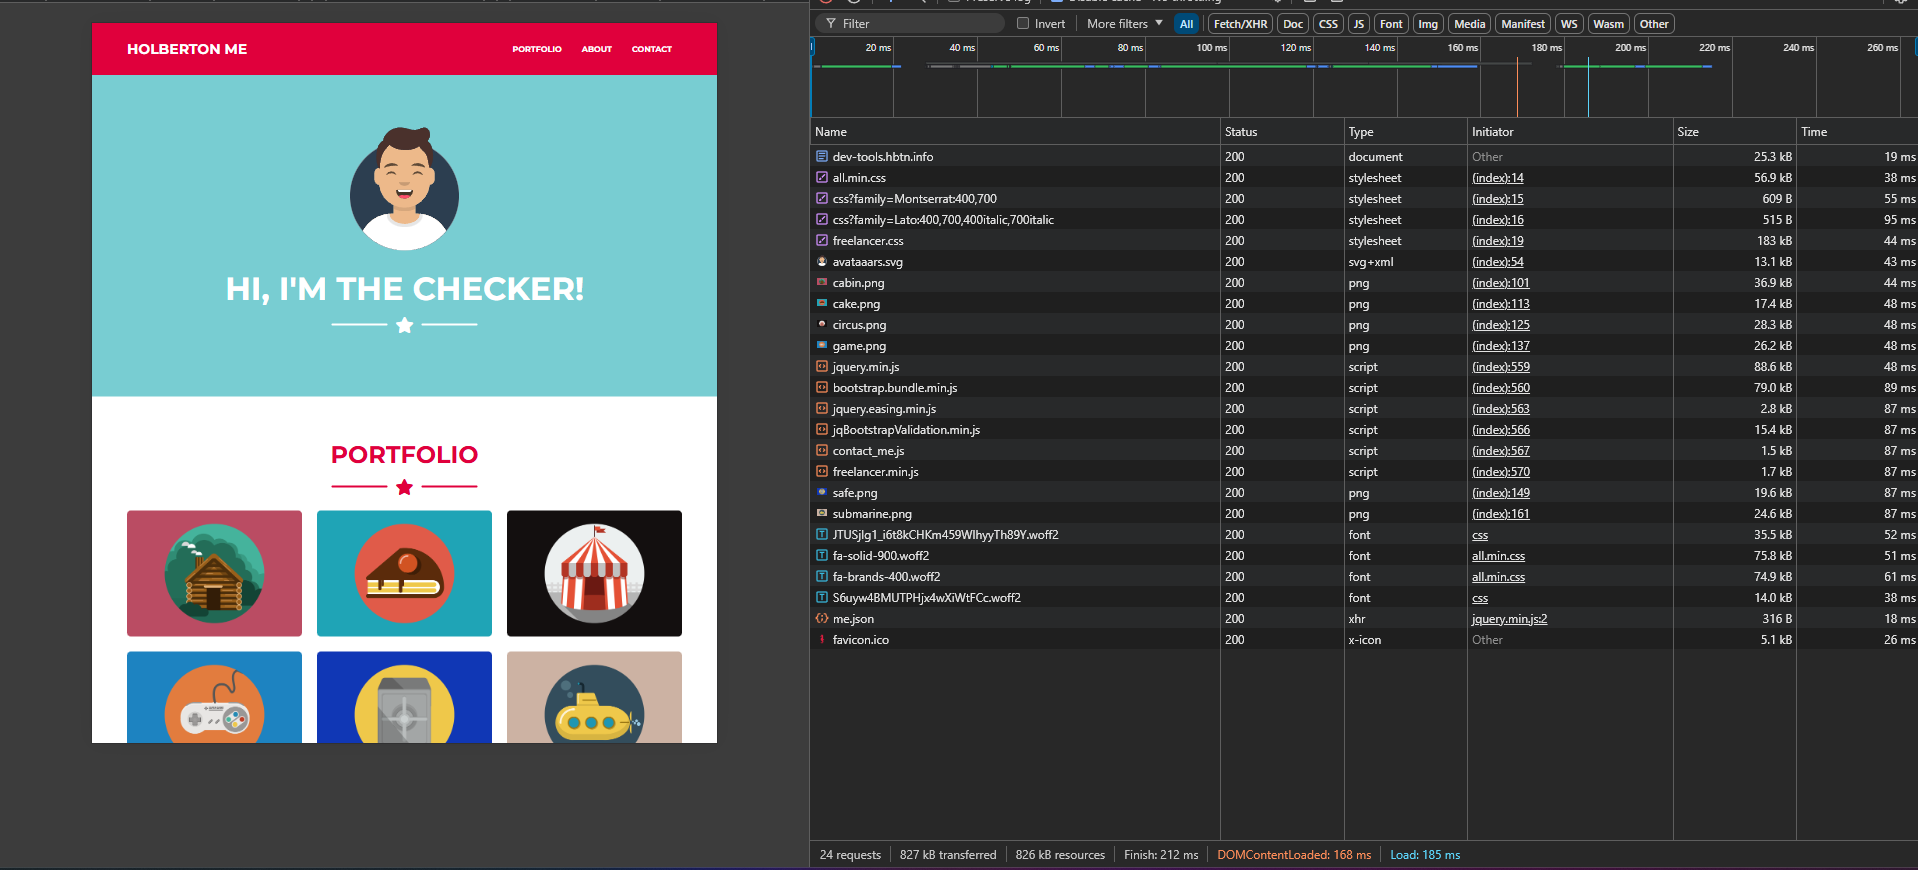 HOLBERTON ME
PORTFOLIO ABOUT CONTACT
HI, I'M THE CHECKER!
PORTFOLIO
Filter Invert More filters All Fetch/XHR Doc CSS JS Font Img Media Manifest WS Wasm Other
20 ms 40 ms 60 ms 80 ms 100 ms 120 ms 140 ms 160 ms 180 ms 200 ms 220 ms 240 ms 260 ms
Name Status Type Initiator Size Time
dev-tools.hbtn.info 200 document Other 25.3 kB 19 ms
all.min.css 200 stylesheet (index):14 56.9 kB 38 ms
css?family=Montserrat:400,700 200 stylesheet (index):15 609 B 55 ms
css?family=Lato:400,700,400italic,700italic 200 stylesheet (index):16 515 B 95 ms
freelancer.css 200 stylesheet (index):19 183 kB 44 ms
avataaars.svg 200 svg+xml (index):54 13.1 kB 43 ms
cabin.png 200 png (index):101 36.9 kB 44 ms
cake.png 200 png (index):113 17.4 kB 48 ms
circus.png 200 png (index):125 28.3 kB 48 ms
game.png 200 png (index):137 26.2 kB 48 ms
jquery.min.js 200 script (index):559 88.6 kB 48 ms
bootstrap.bundle.min.js 200 script (index):560 79.0 kB 89 ms
jquery.easing.min.js 200 script (index):563 2.8 kB 87 ms
jqBootstrapValidation.min.js 200 script (index):566 15.4 kB 87 ms
contact_me.js 200 script (index):567 1.5 kB 87 ms
freelancer.min.js 200 script (index):570 1.7 kB 87 ms
safe.png 200 png (index):149 19.6 kB 87 ms
submarine.png 200 png (index):161 24.6 kB 87 ms
JTUSjIg1_i6t8kCHKm459WlhyyTh89Y.woff2 200 font css 35.5 kB 52 ms
fa-solid-900.woff2 200 font all.min.css 75.8 kB 51 ms
fa-brands-400.woff2 200 font all.min.css 74.9 kB 61 ms
S6uyw4BMUTPHjx4wXiWtFCc.woff2 200 font css 14.0 kB 38 ms
me.json 200 xhr jquery.min.js:2 316 B 18 ms
favicon.ico 200 x-icon Other 5.1 kB 26 ms
24 requests 827 kB transferred 826 kB resources Finish: 212 ms DOMContentLoaded: 168 ms Load: 185 ms